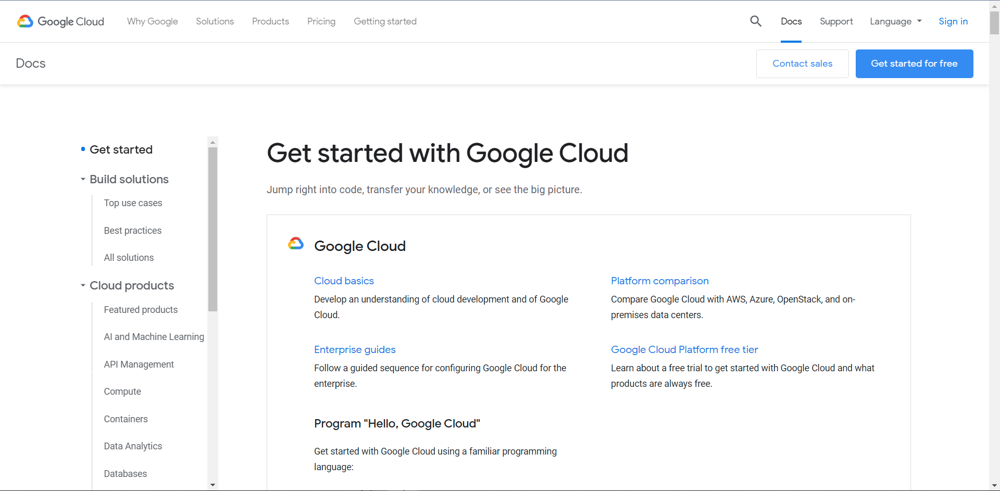 Google Cloud
Why Google
Solutions
Products
Pricing
Getting started
Docs
Support
Language
Sign in
Docs
Contact sales
Get started for free
Get started
Build solutions
Top use cases
Best practices
All solutions
Cloud products
Featured products
AI and Machine Learning
API Management
Compute
Containers
Data Analytics
Databases
Get started with Google Cloud
Jump right into code, transfer your knowledge, or see the big picture.
Google Cloud
Cloud basics
Develop an understanding of cloud development and of Google
Cloud.
Platform comparison
Compare Google Cloud with AWS, Azure, OpenStack, and on-
premises data centers.
Enterprise guides
Follow a guided sequence for configuring Google Cloud for the
enterprise.
Google Cloud Platform free tier
Learn about a free trial to get started with Google Cloud and what
products are always free.
Program "Hello, Google Cloud"
Get started with Google Cloud using a familiar programming
language: